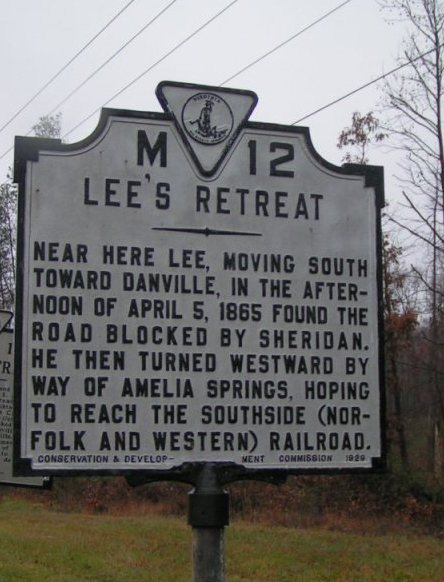 VIRGINIA
M 12
LEE'S RETREAT
NEAR HERE LEE, MOVING SOUTH
TOWARD DANVILLE, IN THE AFTER-
NOON OF APRIL 5, 1865 FOUND THE
ROAD BLOCKED BY SHERIDAN.
HE THEN TURNED WESTWARD BY
WAY OF AMELIA SPRINGS, HOPING
TO REACH THE SOUTHSIDE (NOR-
FOLK AND WESTERN) RAILROAD.
CONSERVATION & DEVELOP- MENT COMMISSION 1929